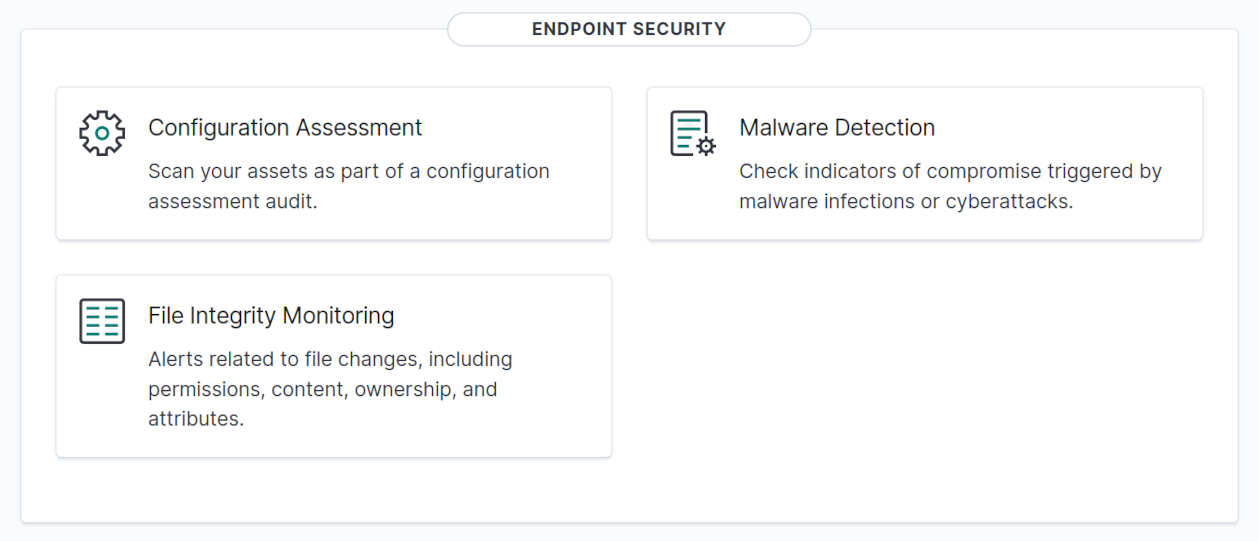 ENDPOINT SECURITY
Configuration Assessment
Scan your assets as part of a configuration
assessment audit.
Malware Detection
Check indicators of compromise triggered by
malware infections or cyberattacks.
File Integrity Monitoring
Alerts related to file changes, including
permissions, content, ownership, and
attributes.